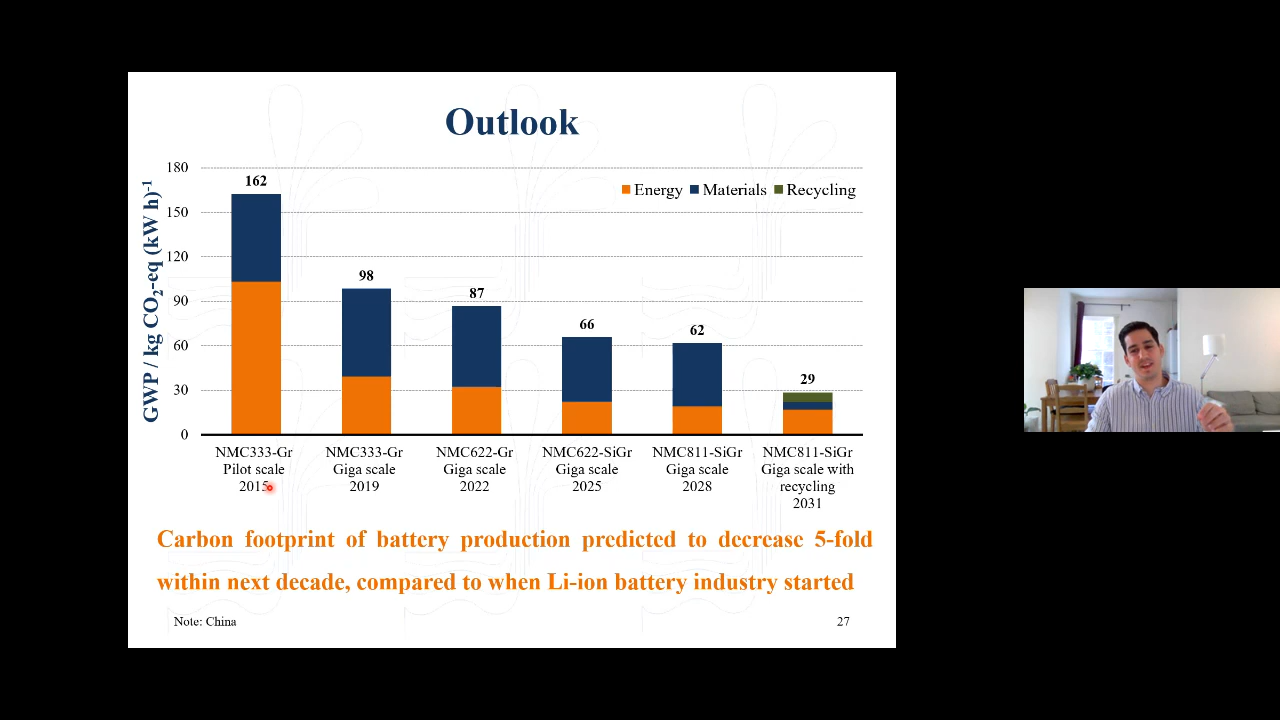 Outlook
GWP / kg CO₂-eq (kW h)⁻¹
180
150
120
90
60
30
0
Energy Materials Recycling
162
98
87
66
62
29
NMC333-Gr
Pilot scale
2015
NMC333-Gr
Giga scale
2019
NMC622-Gr
Giga scale
2022
NMC622-SiGr
Giga scale
2025
NMC811-SiGr
Giga scale
2028
NMC811-SiGr
Giga scale with
recycling
2031
Carbon footprint of battery production predicted to decrease 5-fold
within next decade, compared to when Li-ion battery industry started
Note: China
27